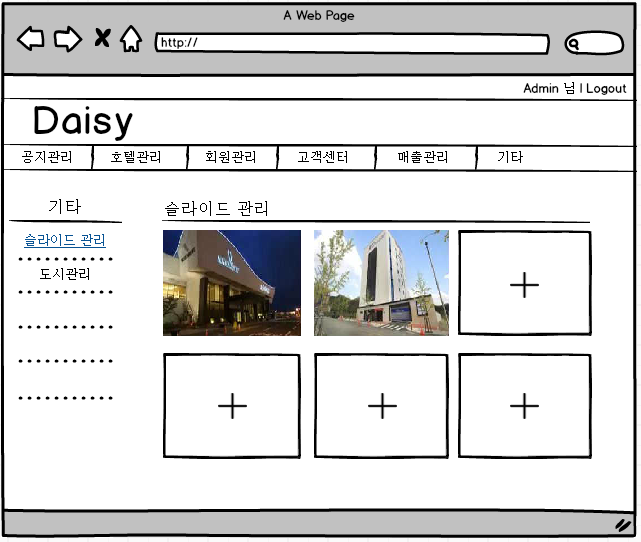 A Web Page
http://
Admin 님 | Logout
Daisy
공지관리 호텔관리 회원관리 고객센터 매출관리 기타
기타
슬라이드 관리
도시관리
슬라이드 관리